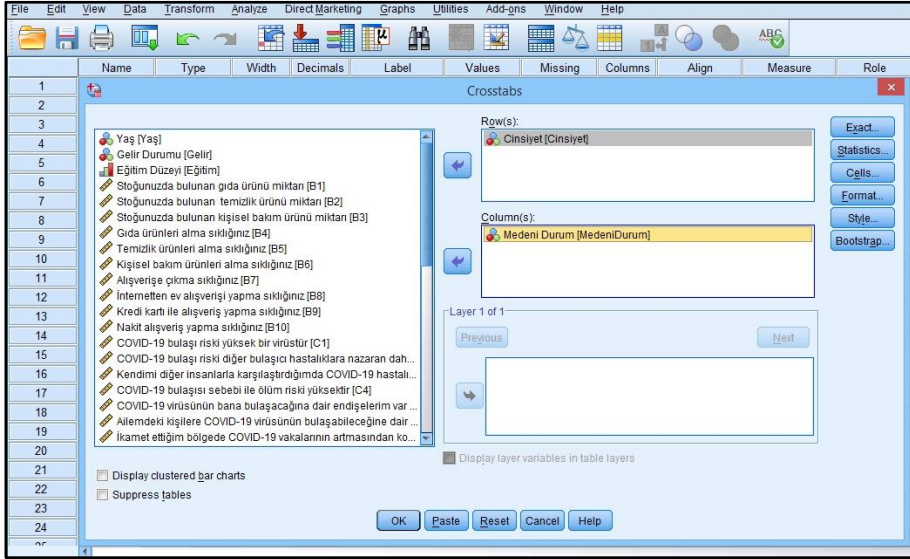 File Edit View Data Transform Analyze Direct Marketing Graphs Utilities Add-ons Window Help
Name Type Width Decimals Label Values Missing Columns Align Measure Role
Crosstabs
1
2
3
4
5
6
7
8
9
10
11
12
13
14
15
16
17
18
19
20
21
22
23
24
Yaş [Yaş]
Gelir Durumu [Gelir]
Eğitim Düzeyi [Eğitim]
Stoğunuzda bulunan gıda ürünü miktarı [B1]
Stoğunuzda bulunan temizlik ürünü miktarı [B2]
Stoğunuzda bulunan kişisel bakım ürünü miktarı [B3]
Gıda ürünleri alma sıklığınız [B4]
Temizlik ürünleri alma sıklığınız [B5]
Kişisel bakım ürünleri alma sıklığınız [B6]
Alışverişe çıkma sıklığınız [B7]
İnternetten ev alışverişi yapma sıklığınız [B8]
Kredi kartı ile alışveriş yapma sıklığınız [B9]
Nakit alışveriş yapma sıklığınız [B10]
COVID-19 bulaşı riski yüksek bir virüstür [C1]
COVID-19 bulaşı riski diğer bulaşıcı hastalıklara nazaran dah...
Kendimi diğer insanlarla karşılaştırdığımda COVID-19 hastalı...
COVID-19 bulaşısı sebebi ile ölüm riski yüksektir [C4]
COVID-19 virüsünün bana bulaşacağına dair endişelerim var ...
Ailemdeki kişilere COVID-19 virüsünün bulaşabileceğine dair ...
İkamet ettiğim bölgede COVID-19 vakalarının artmasından ko...
Display clustered bar charts
Suppress tables
Row(s):
Cinsiyet [Cinsiyet]
Column(s):
Medeni Durum [MedeniDurum]
Layer 1 of 1
Previous Next
Display layer variables in table layers
Exact...
Statistics...
Cells...
Format...
Style...
Bootstrap...
OK Paste Reset Cancel Help